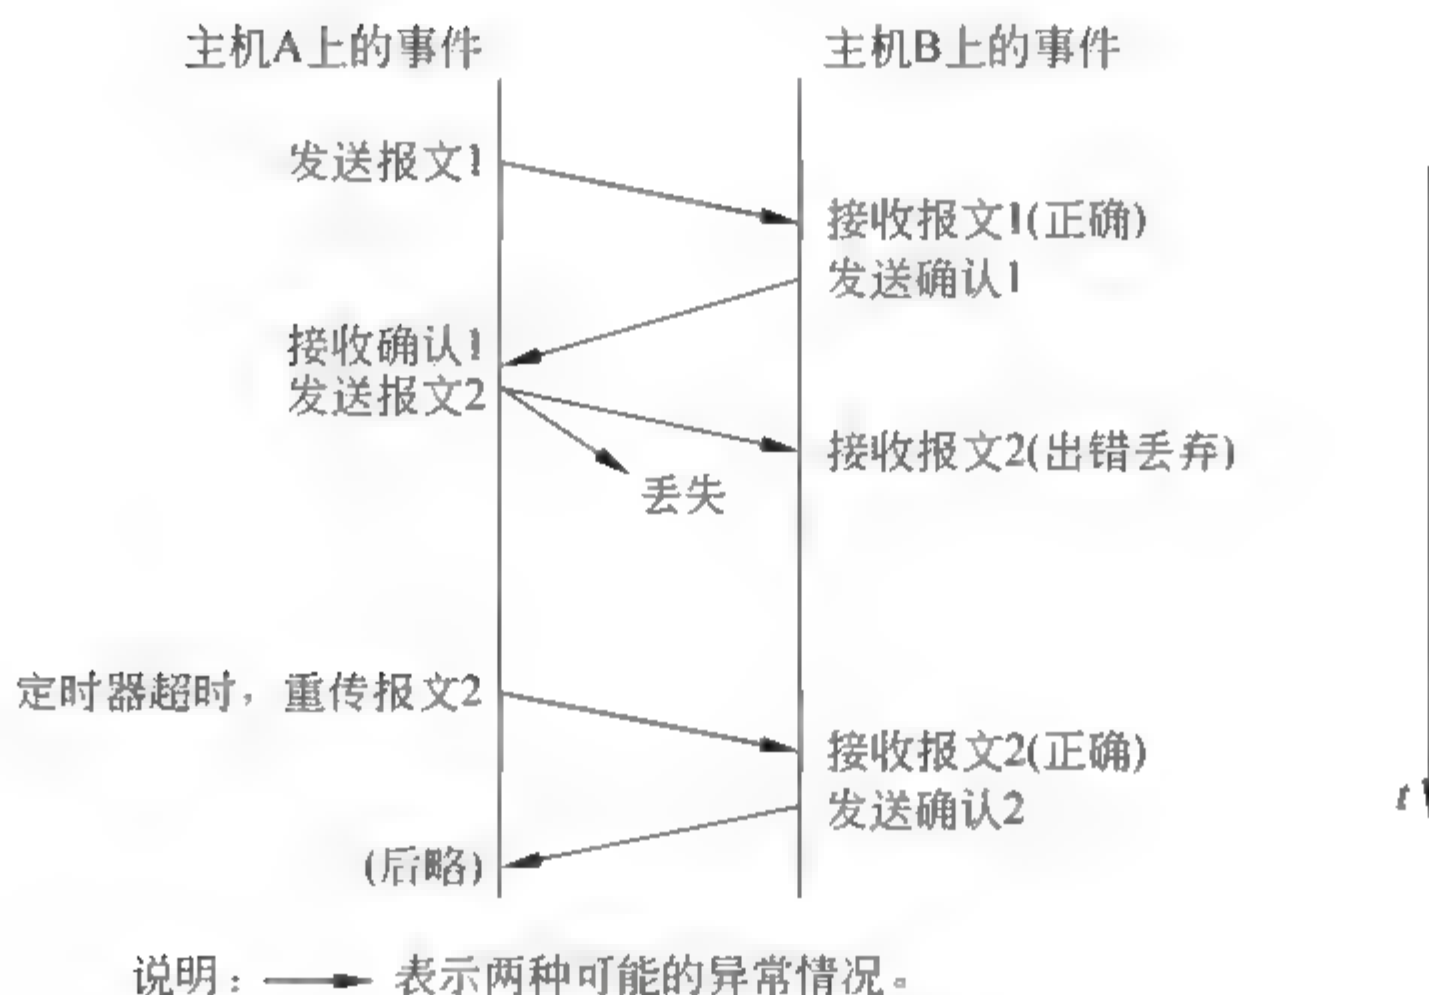 主机A上的事件
主机B上的事件
发送报文1
接收报文1(正确)
发送确认1
接收确认1
发送报文2
接收报文2(出错丢弃)
丢失
定时器超时，重传报文2
接收报文2(正确)
发送确认2
t
(后略)
说明： 表示两种可能的异常情况。